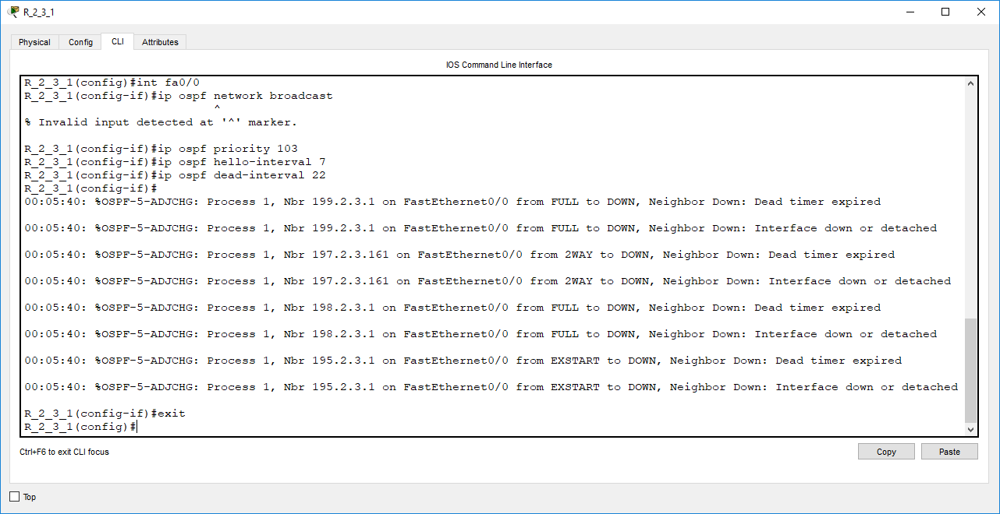 R_2_3_1
Physical Config CLI Attributes
IOS Command Line Interface
R_2_3_1(config)#int fa0/0
R_2_3_1(config-if)#ip ospf network broadcast
^
% Invalid input detected at '^' marker.
R_2_3_1(config-if)#ip ospf priority 103
R_2_3_1(config-if)#ip ospf hello-interval 7
R_2_3_1(config-if)#ip ospf dead-interval 22
R_2_3_1(config-if)#
00:05:40: %OSPF-5-ADJCHG: Process 1, Nbr 199.2.3.1 on FastEthernet0/0 from FULL to DOWN, Neighbor Down: Dead timer expired
00:05:40: %OSPF-5-ADJCHG: Process 1, Nbr 199.2.3.1 on FastEthernet0/0 from FULL to DOWN, Neighbor Down: Interface down or detached
00:05:40: %OSPF-5-ADJCHG: Process 1, Nbr 197.2.3.161 on FastEthernet0/0 from 2WAY to DOWN, Neighbor Down: Dead timer expired
00:05:40: %OSPF-5-ADJCHG: Process 1, Nbr 197.2.3.161 on FastEthernet0/0 from 2WAY to DOWN, Neighbor Down: Interface down or detached
00:05:40: %OSPF-5-ADJCHG: Process 1, Nbr 198.2.3.1 on FastEthernet0/0 from FULL to DOWN, Neighbor Down: Dead timer expired
00:05:40: %OSPF-5-ADJCHG: Process 1, Nbr 198.2.3.1 on FastEthernet0/0 from FULL to DOWN, Neighbor Down: Interface down or detached
00:05:40: %OSPF-5-ADJCHG: Process 1, Nbr 195.2.3.1 on FastEthernet0/0 from EXSTART to DOWN, Neighbor Down: Dead timer expired
00:05:40: %OSPF-5-ADJCHG: Process 1, Nbr 195.2.3.1 on FastEthernet0/0 from EXSTART to DOWN, Neighbor Down: Interface down or detached
R_2_3_1(config-if)#exit
R_2_3_1(config)#
Ctrl+F6 to exit CLI focus
Copy Paste
Top